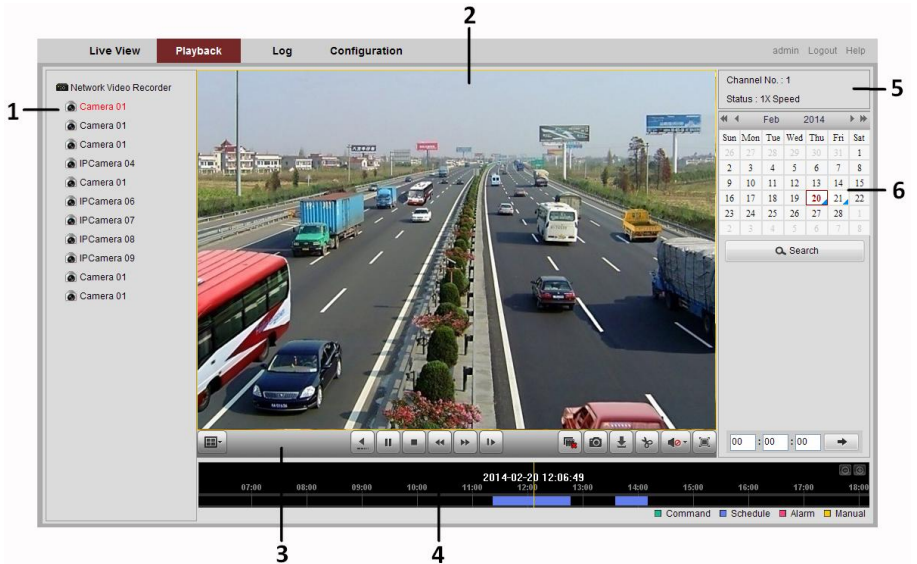 2
Live View Playback Log Configuration admin Logout Help
Network Video Recorder
1
Camera 01
Camera 01
Camera 01
IPCamera 04
Camera 01
IPCamera 06
IPCamera 07
IPCamera 08
IPCamera 09
Camera 01
Camera 01
Channel No. : 1
Status : 1X Speed
5
Feb 2014
Sun Mon Tue Wed Thu Fri Sat
26 27 28 29 30 31 1
2 3 4 5 6 7 8
9 10 11 12 13 14 15
16 17 18 19 20 21 22
23 24 25 26 27 28 1
2 3 4 5 6 7 8
6
Search
00 : 00 : 00
2014-02-20 12:06:49
07:00 08:00 09:00 10:00 11:00 12:00 13:00 14:00 15:00 16:00 17:00 18:00
Command Schedule Alarm Manual
3 4